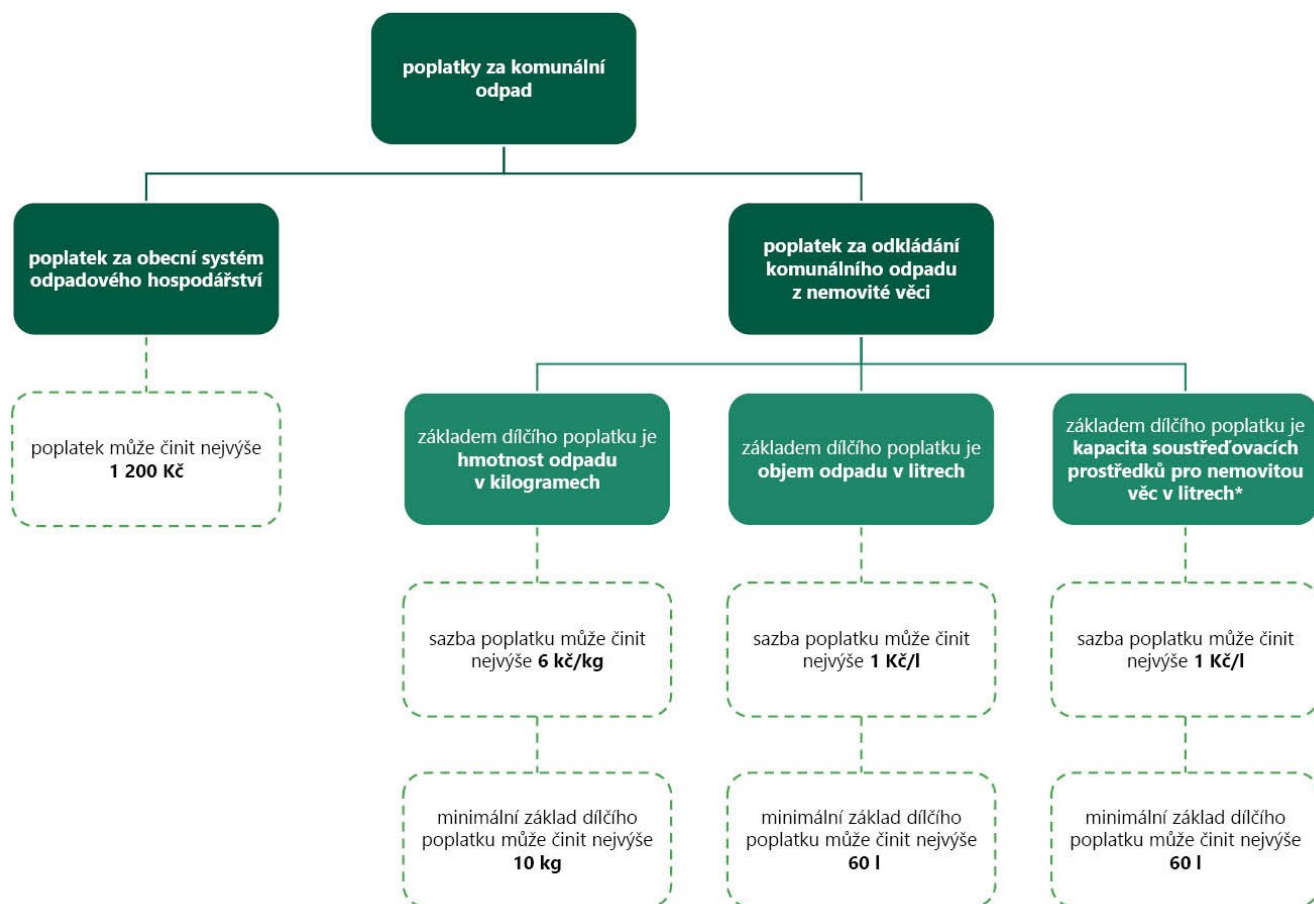 poplatky za komunální
odpad
poplatek za obecní systém
odpadového hospodářství
poplatek za odkládání
komunálního odpadu
z nemovité věci
poplatek může činit nejvýše
1 200 Kč
základem dílčího poplatku je
hmotnost odpadu
v kilogramech
základem dílčího poplatku je
objem odpadu v litrech
základem dílčího poplatku je
kapacita soustřeďovacích
prostředků pro nemovitou
věc v litrech*
sazba poplatku může činit
nejvýše 6 kč/kg
sazba poplatku může činit
nejvýše 1 Kč/l
sazba poplatku může činit
nejvýše 1 Kč/l
minimální základ dílčího
poplatku může činit nejvýše
10 kg
minimální základ dílčího
poplatku může činit nejvýše
60 l
minimální základ dílčího
poplatku může činit nejvýše
60 l